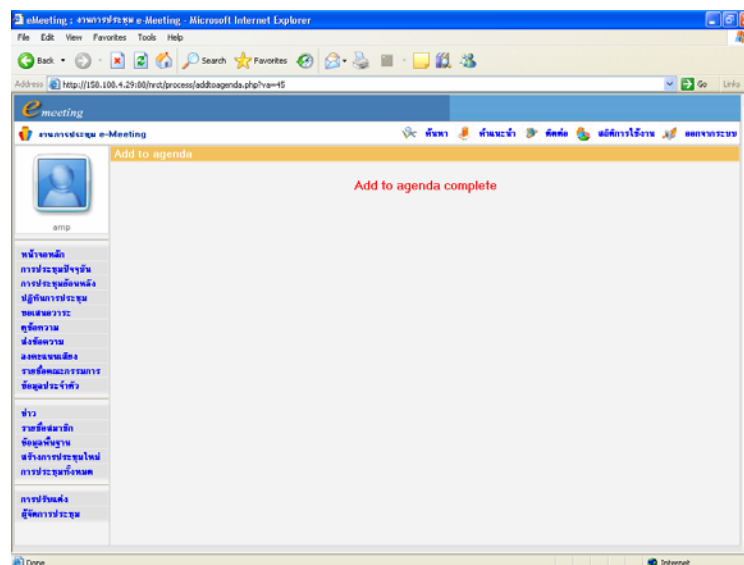 eMeeting : งานการประชุม e-Meeting - Microsoft Internet Explorer
File Edit View Favorites Tools Help
Back Search Favorites
Address http://158.108.4.29:80/nrct/process/addtoagenda.php?va=45 Go Links
emeeting
งานการประชุม e-Meeting ค้นหา คำแนะนำ ติดต่อ สถิติการใช้งาน ออกจากระบบ
Add to agenda
Add to agenda complete
amp
หน้าจอหลัก
การประชุมปัจจุบัน
การประชุมย้อนหลัง
ปฏิทินการประชุม
ขอเสนอวาระ
ดูข้อความ
ส่งข้อความ
ลงคะแนนเสียง
รายชื่อคณะกรรมการ
ข้อมูลประจำตัว
ข่าว
รายชื่อสมาชิก
ข้อมูลพื้นฐาน
สร้างการประชุมใหม่
การประชุมทั้งหมด
การปรับแต่ง
ผู้จัดการประชุม
Done Internet